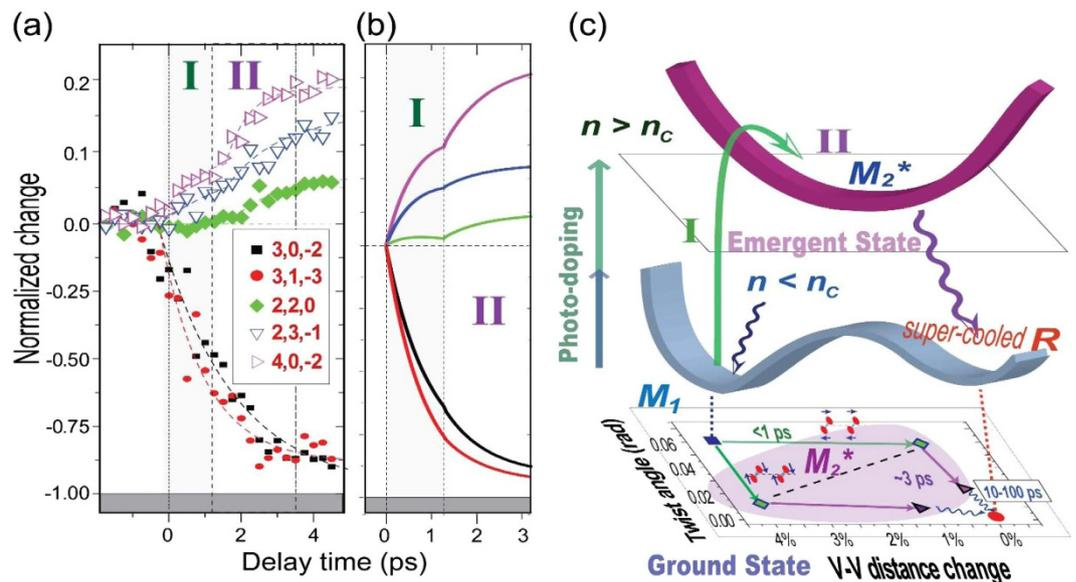 (a)
(b)
(c)
Normalized change
0.2
0.1
0.0
-0.25
-0.50
-0.75
-1.00
I
II
3,0,-2
3,1,-3
2,2,0
2,3,-1
4,0,-2
0
2
4
I
II
0
1
2
3
Delay time (ps)
n > nc
II
M2*
Photo-doping
I
Emergent State
n < nc
super-cooled R
M1
<1 ps
M2*
~3 ps
10-100 ps
Twist angle (rad)
0.06
0.04
0.02
0.00
4%
3%
2%
1%
0%
Ground State
V-V distance change